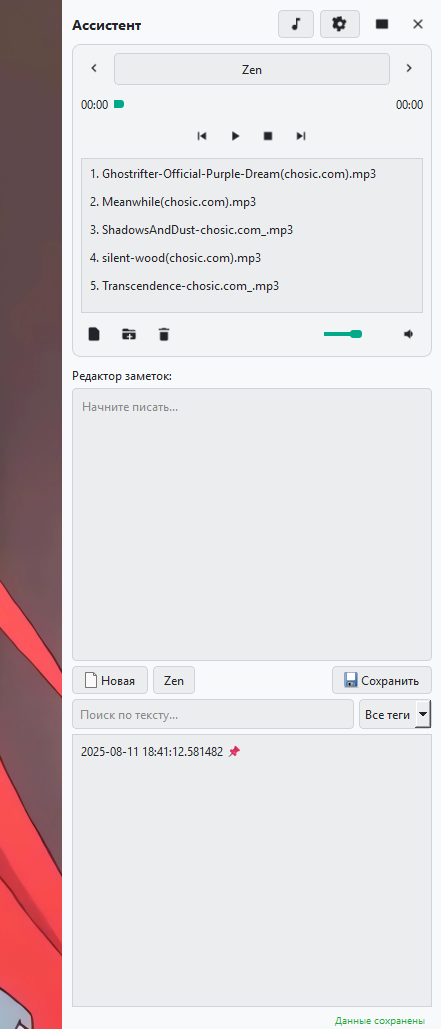 Ассистент
Zen
00:00 00:00
1. Ghostrifter-Official-Purple-Dream(chosic.com).mp3
2. Meanwhile(chosic.com).mp3
3. ShadowsAndDust-chosic.com_.mp3
4. silent-wood(chosic.com).mp3
5. Transcendence-chosic.com_.mp3
Редактор заметок:
Начните писать...
Новая Zen Сохранить
Поиск по тексту... Все теги
2025-08-11 18:41:12.581482
Данные сохранены